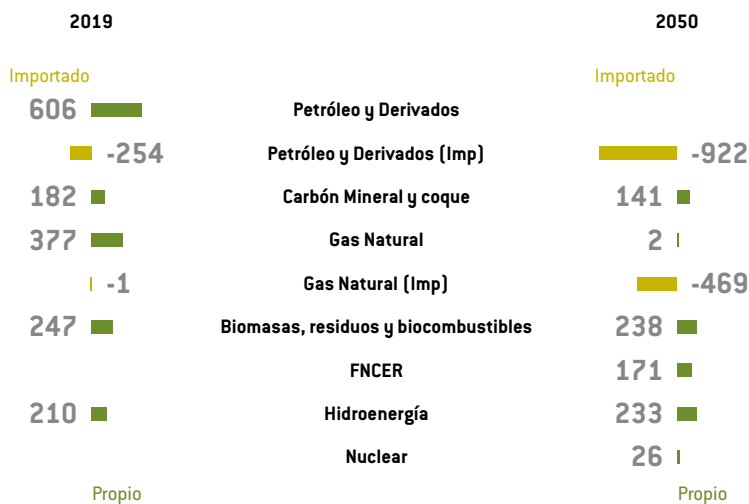 2019 2050
Importado Importado
606 Petróleo y Derivados
-254 Petróleo y Derivados (Imp) -922
182 Carbón Mineral y coque 141
377 Gas Natural 2
-1 Gas Natural (Imp) -469
247 Biomasas, residuos y biocombustibles 238
FNCER 171
210 Hidroenergía 233
Nuclear 26
Propio Propio